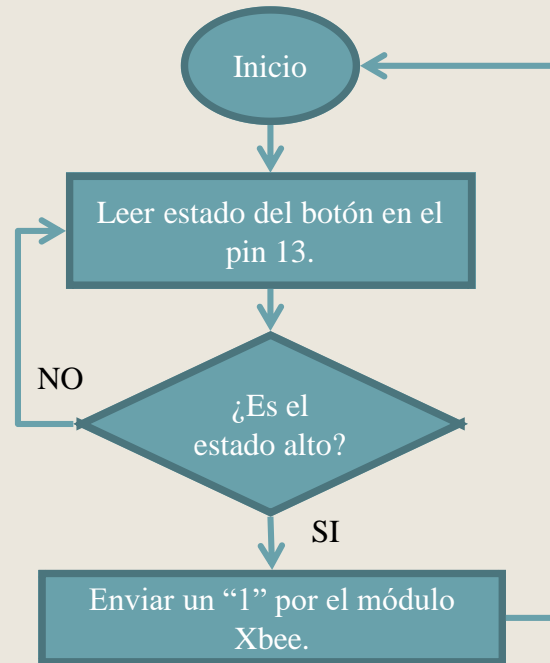 Inicio
Leer estado del botón en el
pin 13.
NO
¿Es el
estado alto?
SI
Enviar un “1” por el módulo
Xbee.